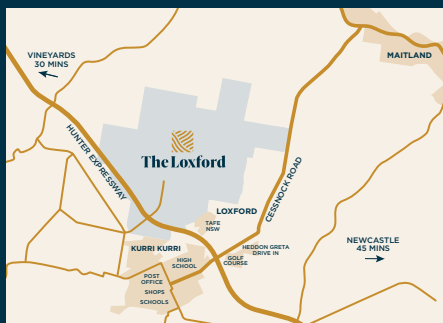 VINEYARDS
30 MINS
MAITLAND
HUNTER EXPRESSWAY
The Loxford
CESSNOCK ROAD
LOXFORD
TAFE
NSW
KURRI KURRI
HIGH
SCHOOL
GOLF
COURSE
HEDDON GRETA
DRIVE IN
NEWCASTLE
45 MINS
POST
OFFICE
SHOPS
SCHOOLS